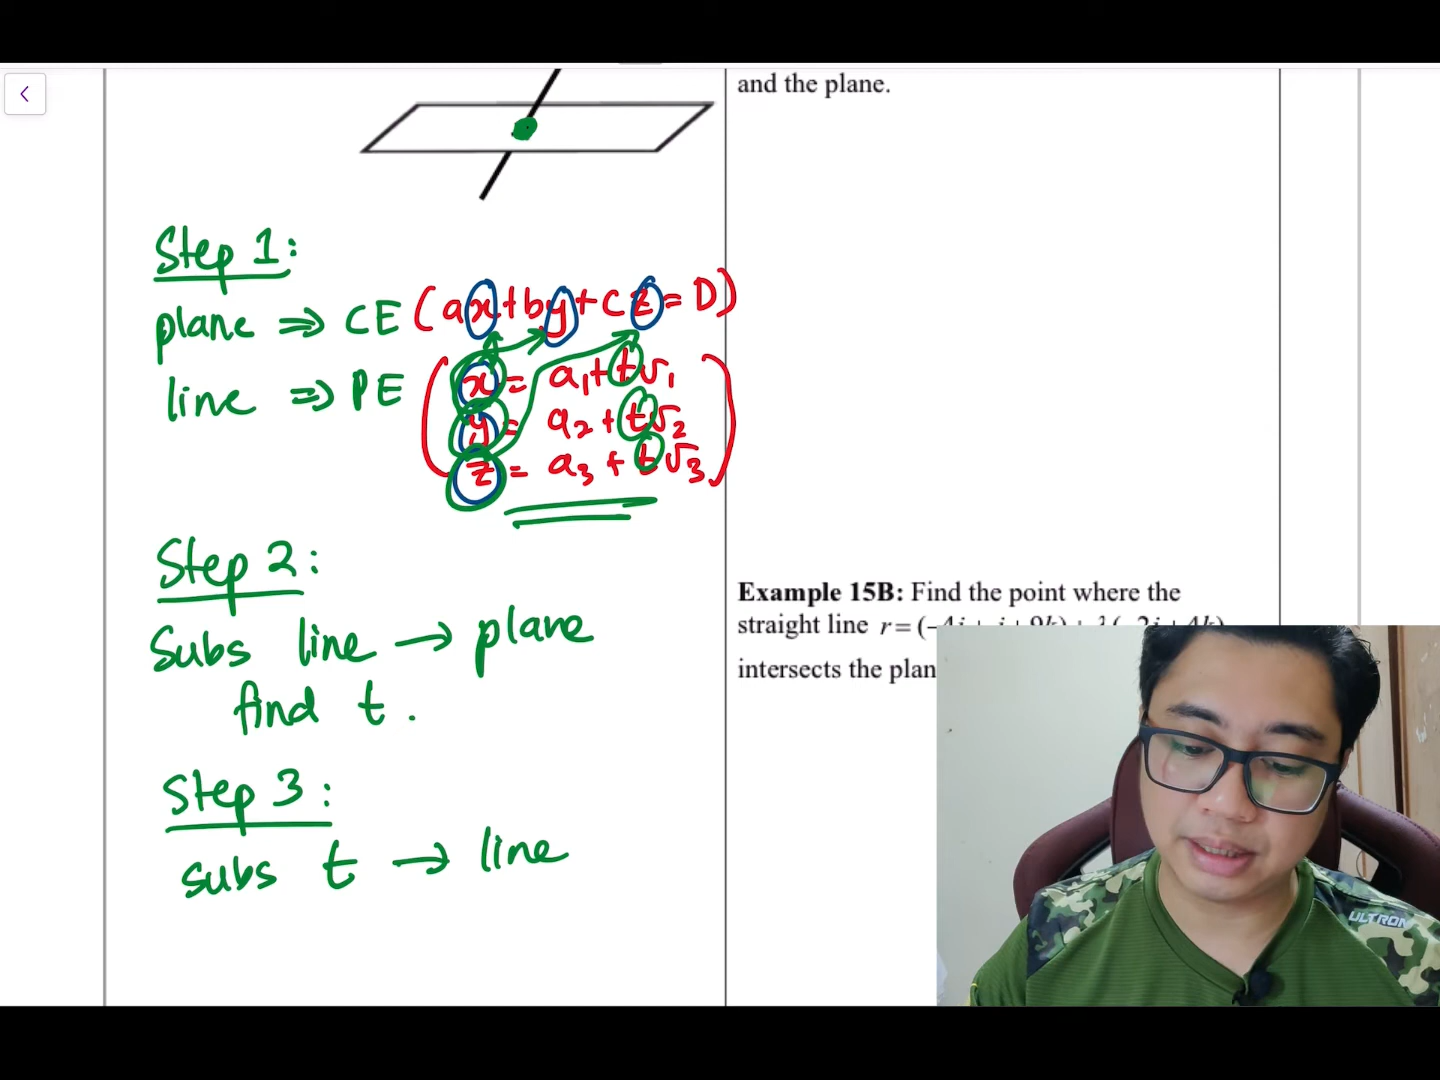 Step 1:
plane ⇒ CE (ax+by+cz=D)
line ⇒ PE
x = a₁+tv₁
y = a₂+tv₂
z = a₃+tv₃
Step 2:
Subs line → plane
find t.
Step 3:
subs t → line
and the plane.
Example 15B: Find the point where the
straight line r = (
intersects the
ULTRON